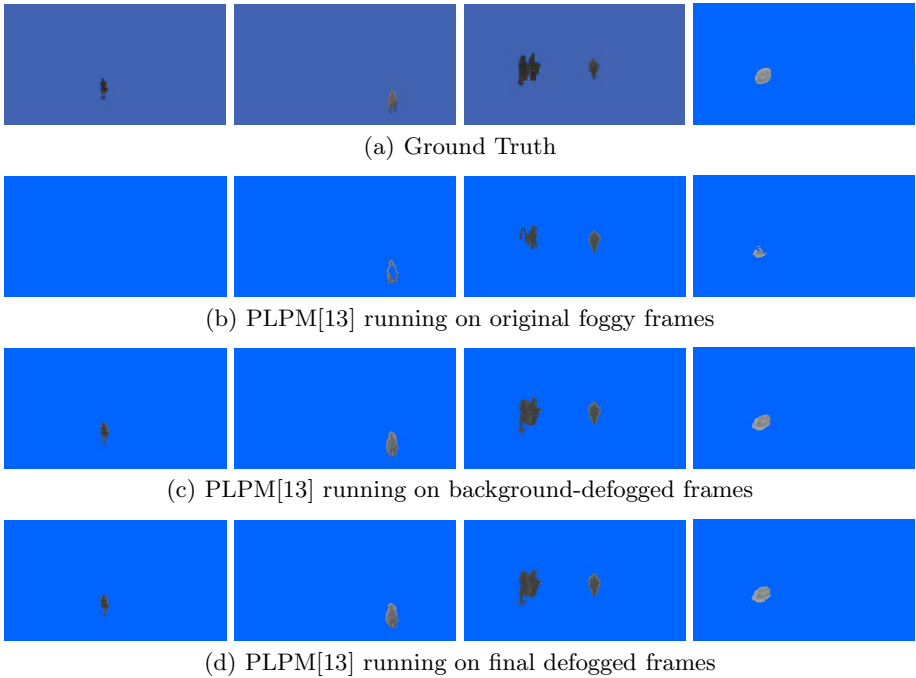 (a) Ground Truth
(b) PLPM[13] running on original foggy frames
(c) PLPM[13] running on background-defogged frames
(d) PLPM[13] running on final defogged frames